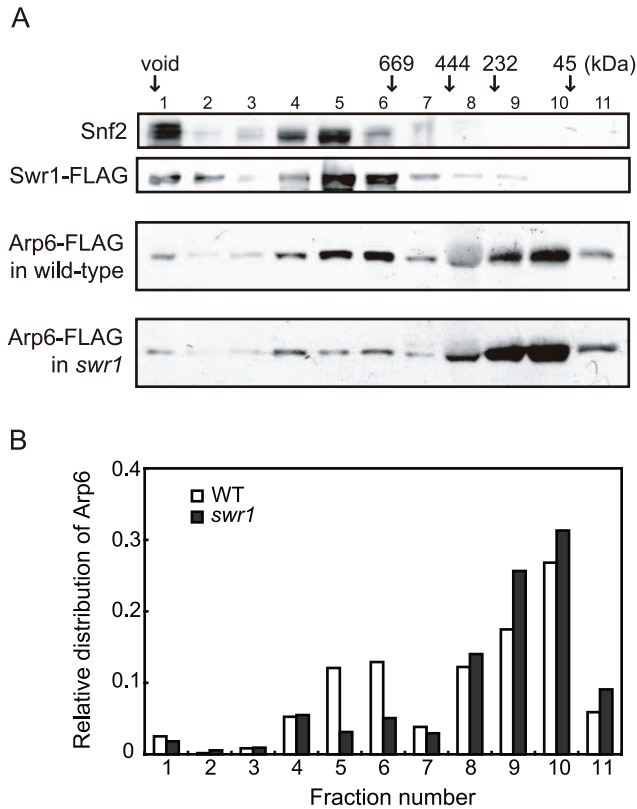 A
void 669 444 232 45 (kDa)
1 2 3 4 5 6 7 8 9 10 11
Snf2
Swr1-FLAG
Arp6-FLAG
in wild-type
Arp6-FLAG
in swr1
B
Relative distribution of Arp6
0.4
0.3
0.2
0.1
0
WT
swr1
1 2 3 4 5 6 7 8 9 10 11
Fraction number